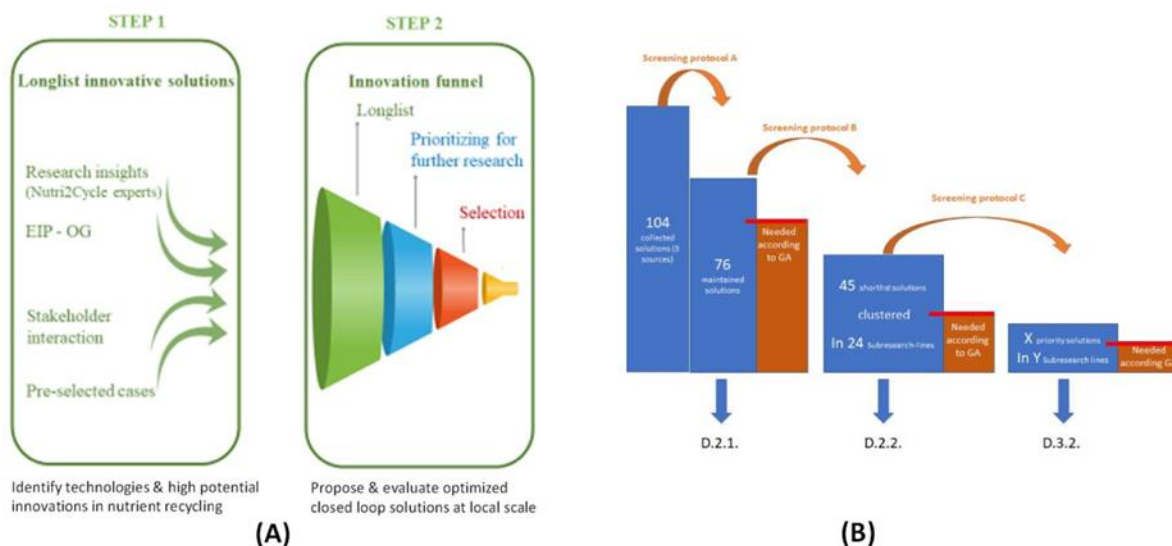 STEP 1
Longlist innovative solutions
Research insights
(Nutri2Cycle experts)
EIP - OG
Stakeholder
interaction
Pre-selected cases
Identify technologies & high potential
innovations in nutrient recycling
STEP 2
Innovation funnel
Longlist
Prioritizing for
further research
Selection
Propose & evaluate optimized
closed loop solutions at local scale
(A)
Screening protocol A
Screening protocol B
Screening protocol C
104
collected
solutions (3
sources)
76
maintained
solutions
Needed
according
to GA
45 shortlist solutions
clustered
In 24 Subresearch-lines
Needed
according
to GA
X priority solutions
In Y Subresearch lines
Needed
according GA
D.2.1.
D.2.2.
D.3.2.
(B)